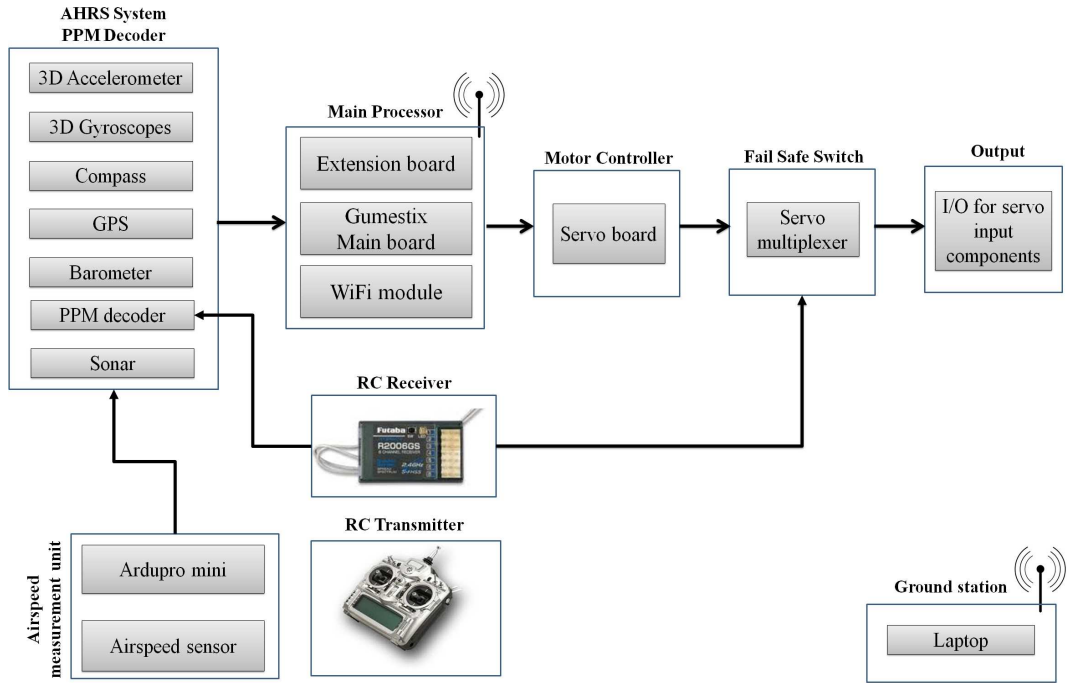 AHRS System
PPM Decoder
3D Accelerometer
3D Gyroscopes
Compass
GPS
Barometer
PPM decoder
Sonar
Main Processor
Extension board
Gumestix
Main board
WiFi module
Motor Controller
Servo board
Fail Safe Switch
Servo
multiplexer
Output
I/O for servo
input
components
RC Receiver
Futaba
R2006GS
2.4GHz
RC Transmitter
Airspeed
measurement unit
Ardupro mini
Airspeed sensor
Ground station
Laptop